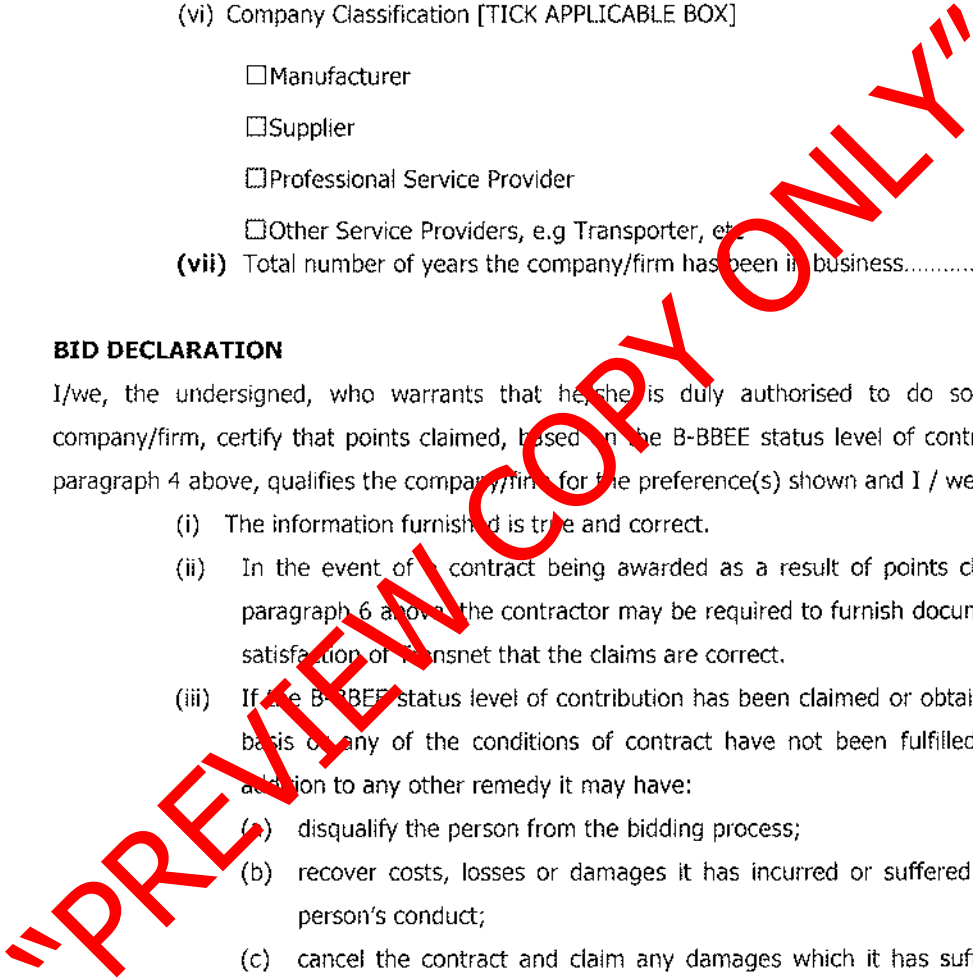 (vi) Company Classification [TICK APPLICABLE BOX]
☐Manufacturer
☐Supplier
☐Professional Service Provider
☐Other Service Providers, e.g Transporter, etc
(vii) Total number of years the company/firm has been in business...........
BID DECLARATION
I/we, the undersigned, who warrants that he/she is duly authorised to do so
company/firm, certify that points claimed, based on the B-BBEE status level of
paragraph 4 above, qualifies the company/firm for the preference(s) shown and I / we
(i) The information furnished is true and correct.
(ii) In the event of a contract being awarded as a result of points
paragraph 6 above, the contractor may be required to furnish
satisfaction of Transnet that the claims are correct.
(iii) If the B-BBEE status level of contribution has been claimed or
basis or any of the conditions of contract have not been fulfilled
addition to any other remedy it may have:
(a) disqualify the person from the bidding process;
(b) recover costs, losses or damages it has incurred or suffered
person's conduct;
(c) cancel the contract and claim any damages which it has
"PREVIEW COPY ONLY"